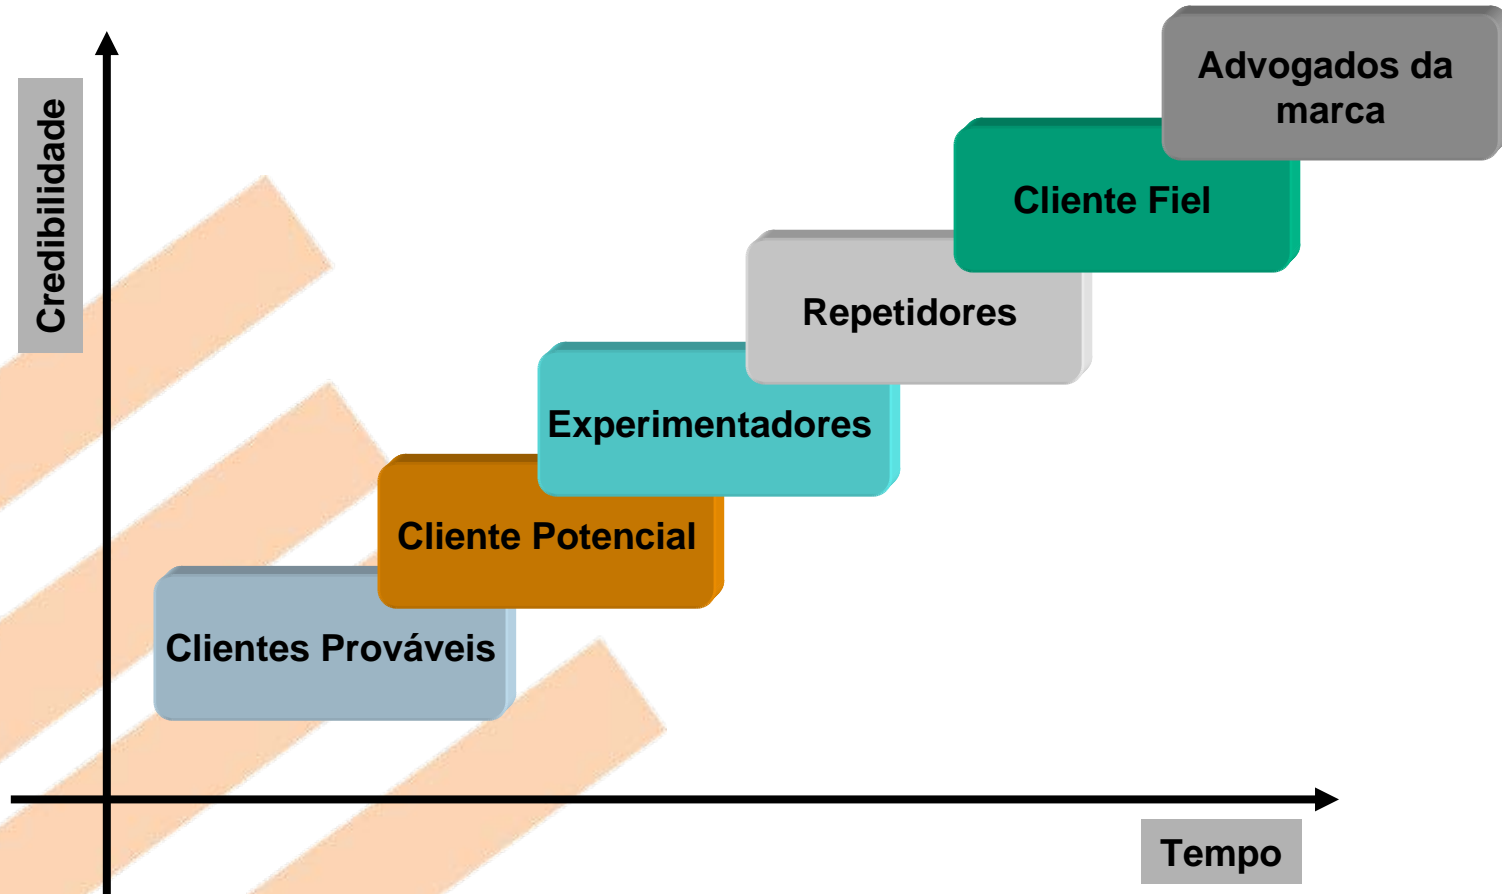 Credibilidade
Advogados da
marca
Cliente Fiel
Repetidores
Experimentadores
Cliente Potencial
Clientes Prováveis
Tempo